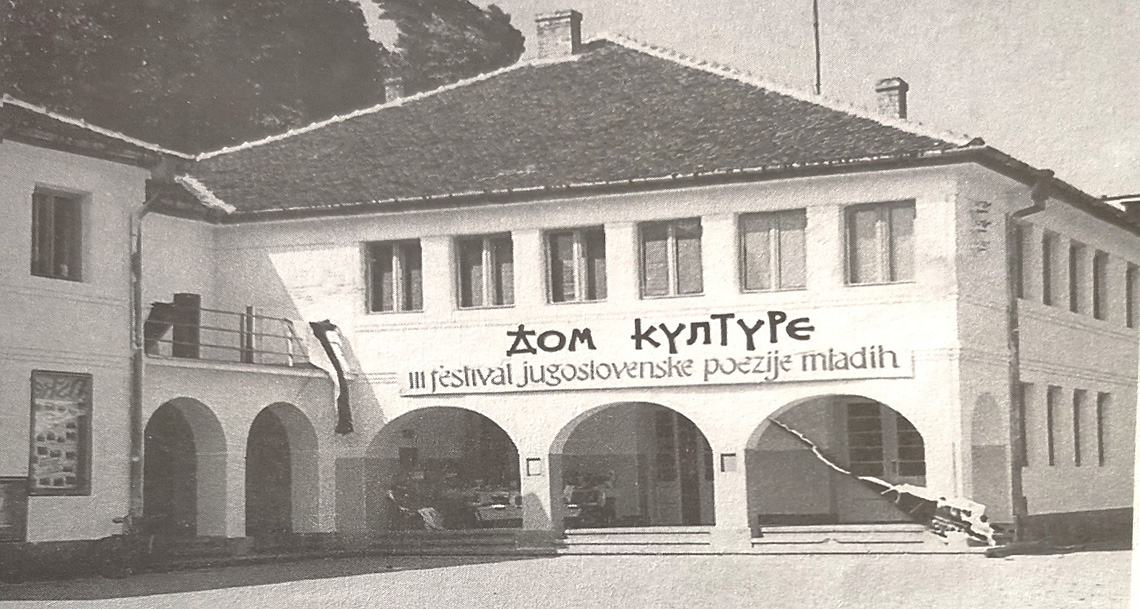 ДОМ КУЛТУРЕ
III festival jugoslovenske poezije mladih